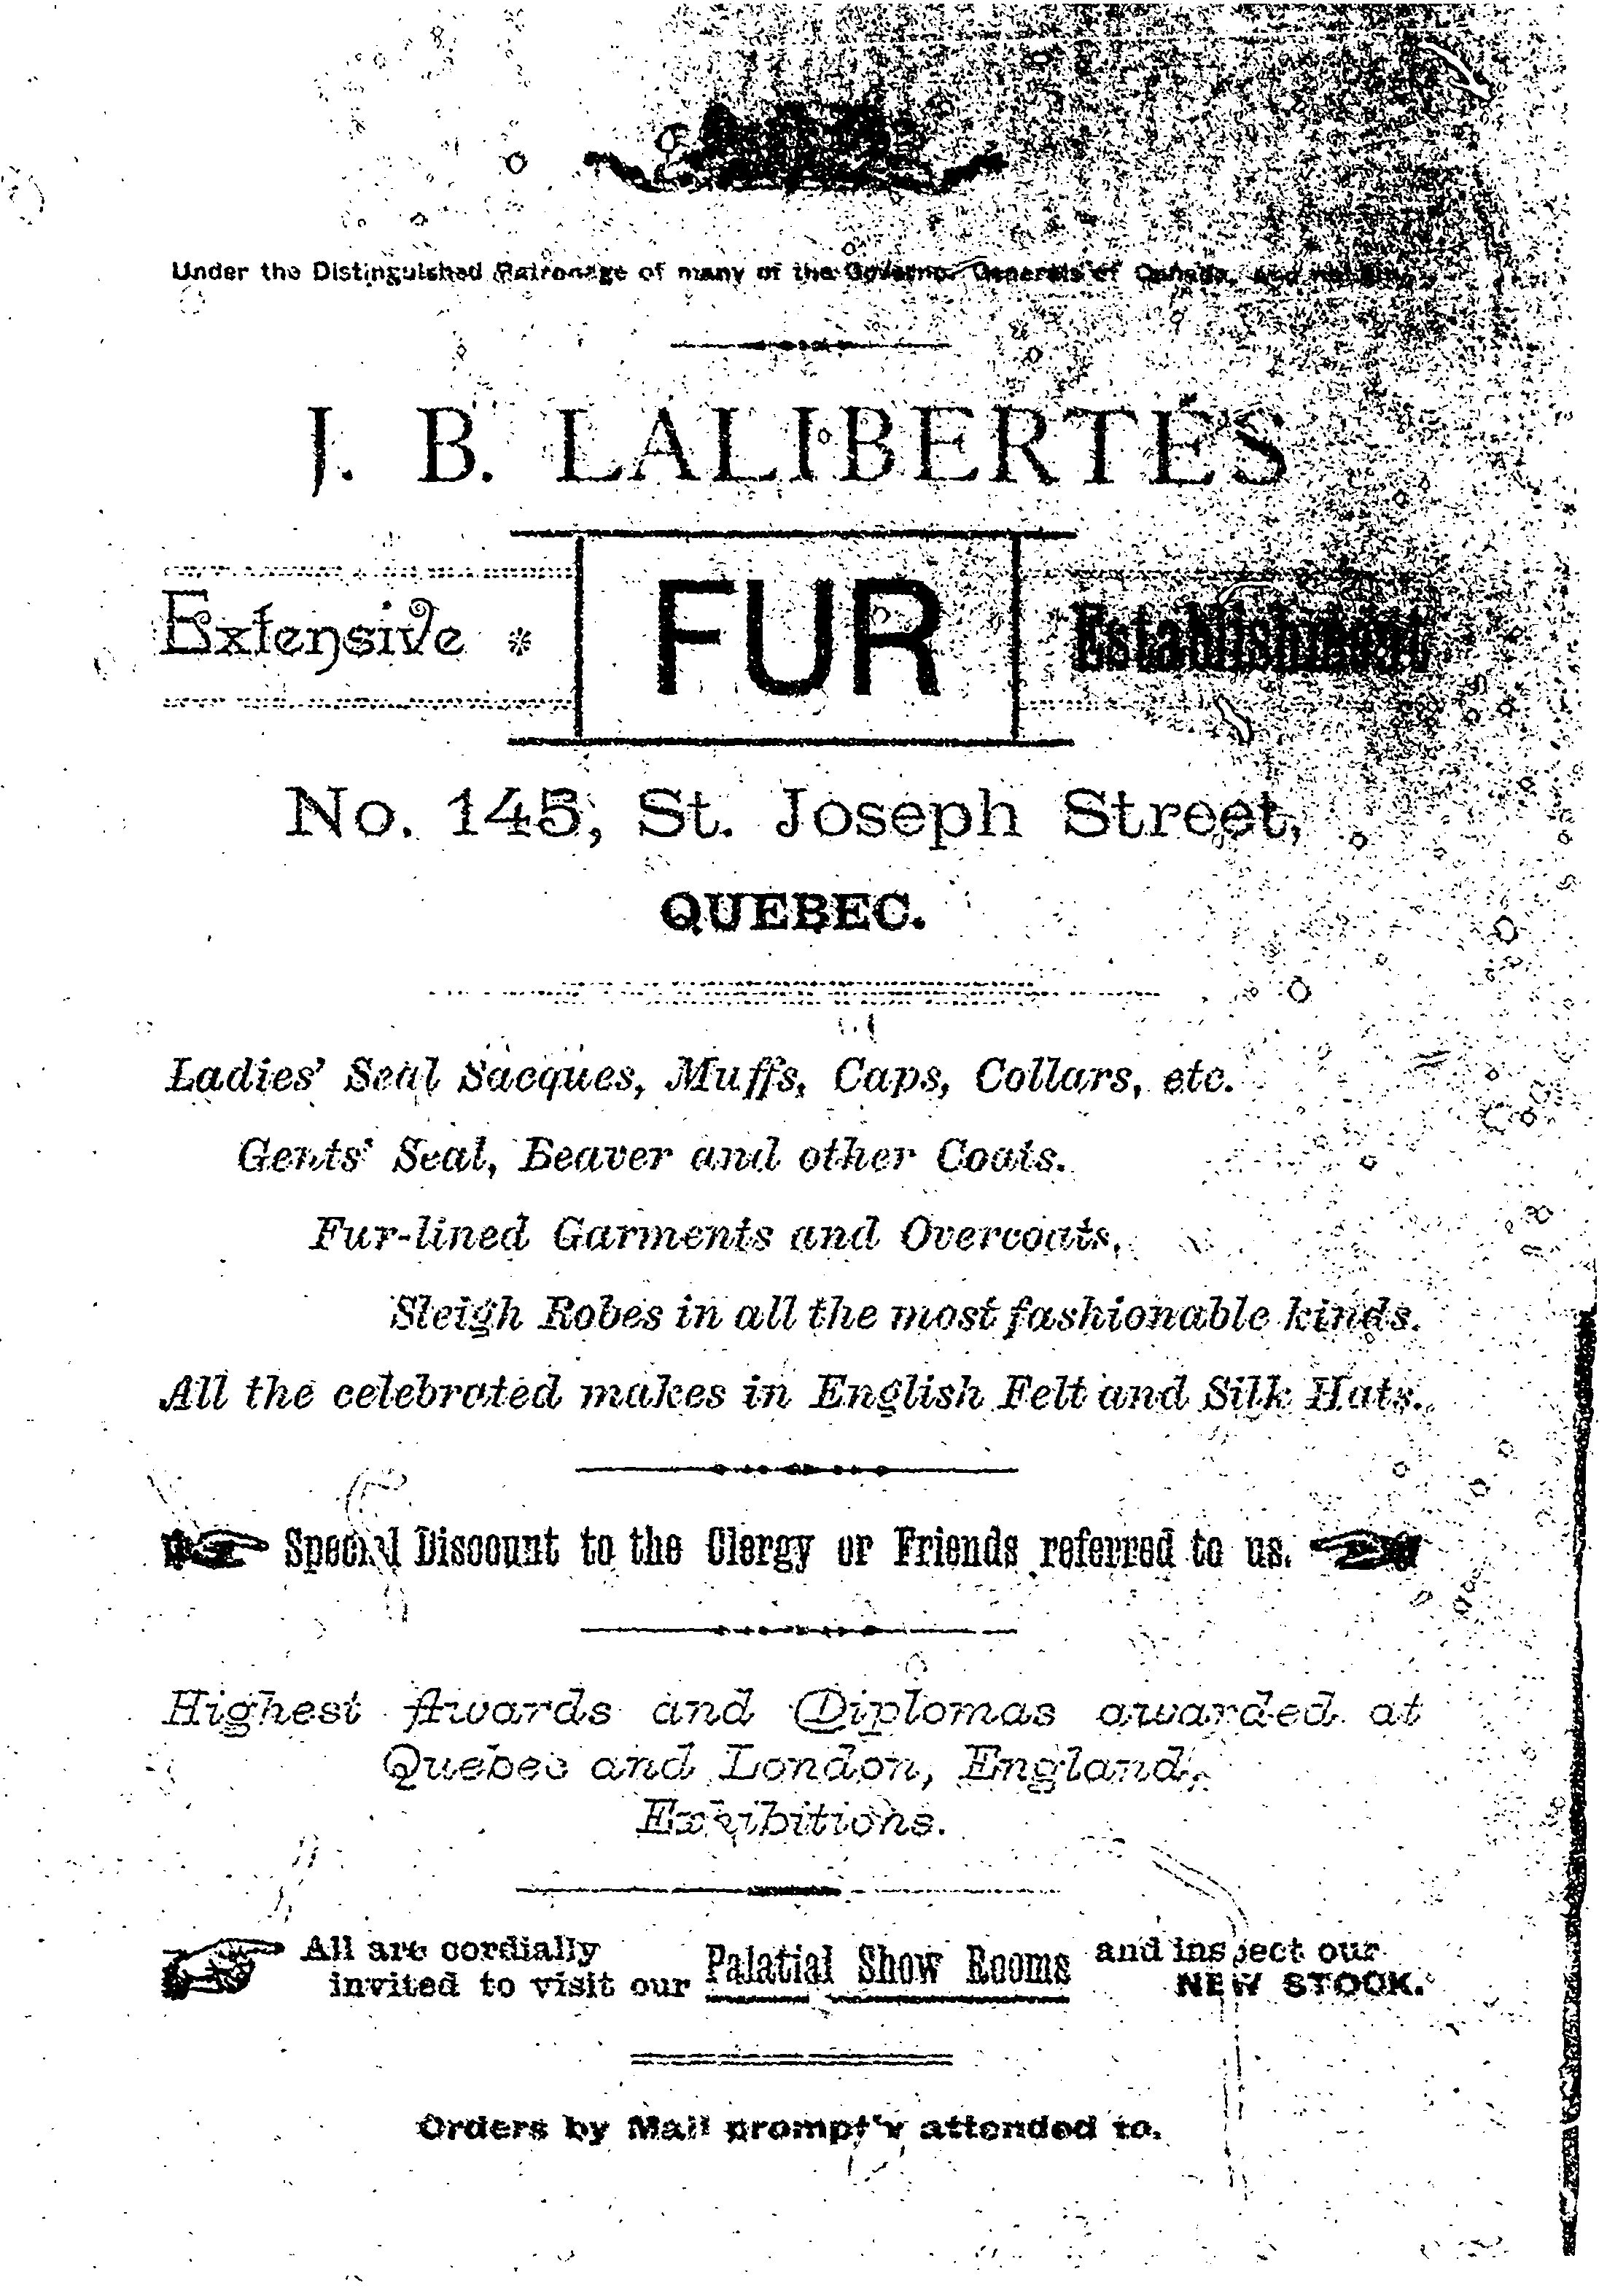 Under the Distinguished Patronage of many of the Governor Generals of Canada, and
J. B. LALIBERTÉS
Extensive * FUR Establishment
No. 145, St. Joseph Street,
QUEBEC.
Ladies' Seal Sacques, Muffs, Caps, Collars, etc.
Gents' Seal, Beaver and other Coats.
Fur-lined Garments and Overcoats,
Sleigh Robes in all the most fashionable kinds.
All the celebrated makes in English Felt and Silk Hats.
Special Discount to the Clergy or Friends referred to us.
Highest Awards and Diplomas awarded at
Quebec and London, England,
Exhibitions.
All are cordially invited to visit our Palatial Show Rooms and inspect our NEW STOCK.
Orders by Mail promptly attended to.